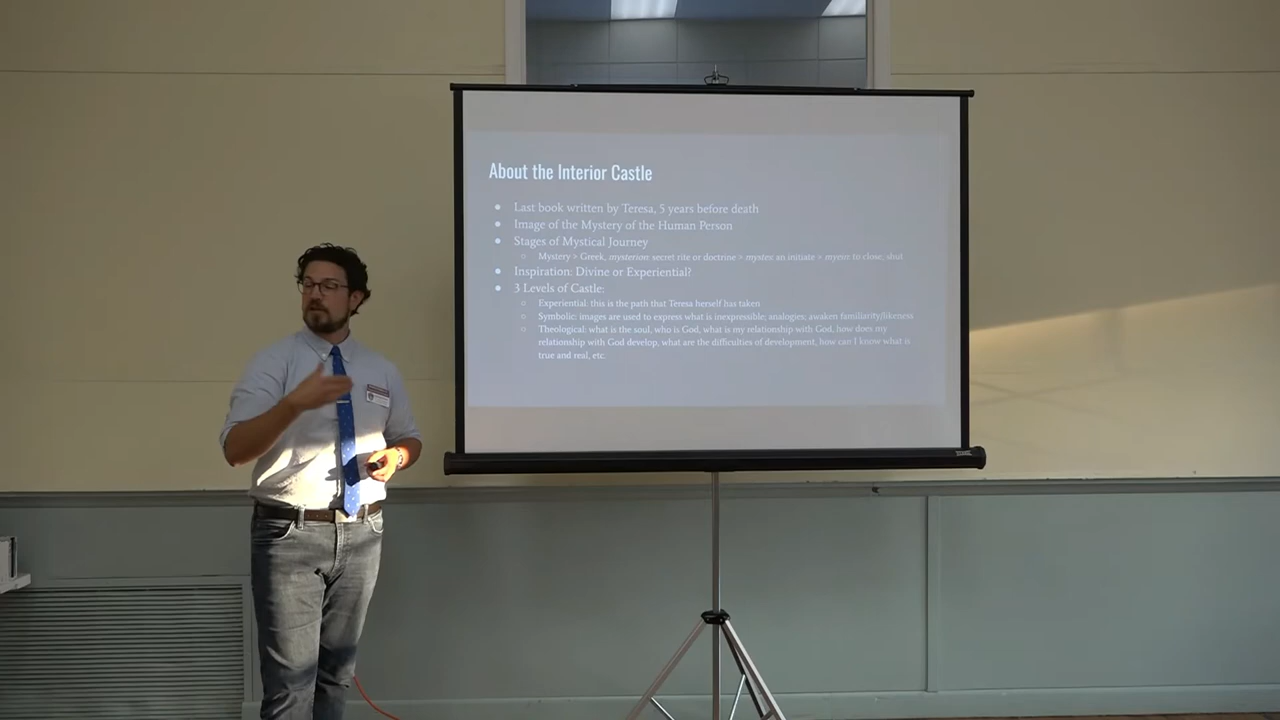 About the Interior Castle
Last book written by Teresa, 5 years before death
Image of the Mystery of the Human Person
Stages of Mystical Journey
Mystery > Greek, mysterion: secret rite or doctrine > mystes: an initiate > myein: to close, shut
Inspiration: Divine or Experiential?
3 Levels of Castle:
Experiential: this is the path that Teresa herself has taken
Symbolic: images are used to express what is inexpressible; analogies; awaken familiarity/likeness
Theological: what is the soul, who is God, what is my relationship with God, how does my
relationship with God develop, what are the difficulties of development, how can I know what is
true and real, etc.